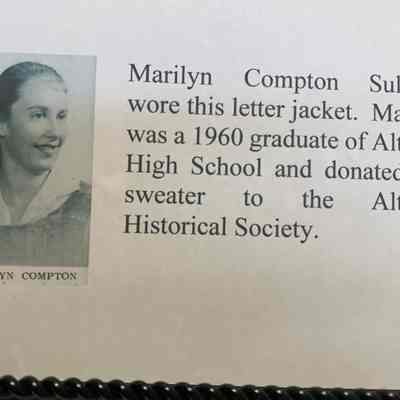 Marilyn Compton Sul
wore this letter jacket. Ma
was a 1960 graduate of Alt
High School and donated
sweater to the Alt
Historical Society.
YN COMPTON